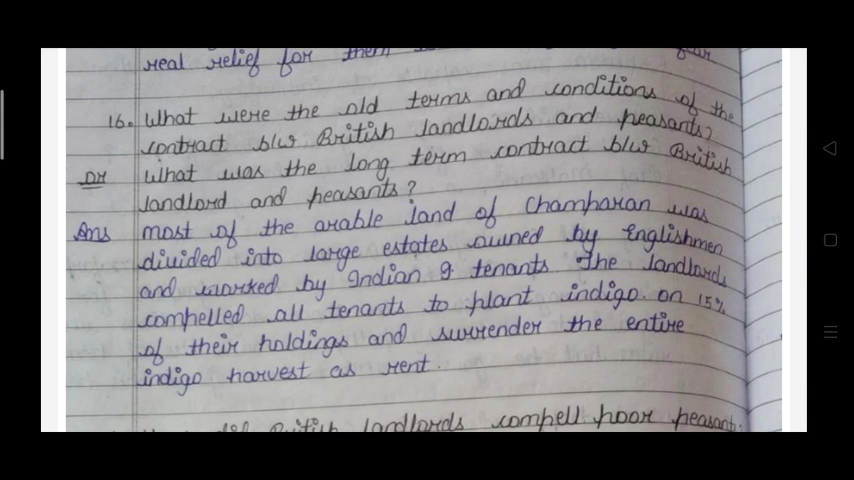 real relief for them
16. What were the old terms and conditions of the
contract b/w British landlords and peasants?
OR What was the long term contract b/w British
landlord and peasants?
Ans most of the arable land of Champaran was
divided into large estates owned by Englishmen
and worked by Indian tenants The landlords
compelled all tenants to plant indigo on 15%
of their holdings and surrender the entire
indigo harvest as rent.
British landlords compell poor peasants?